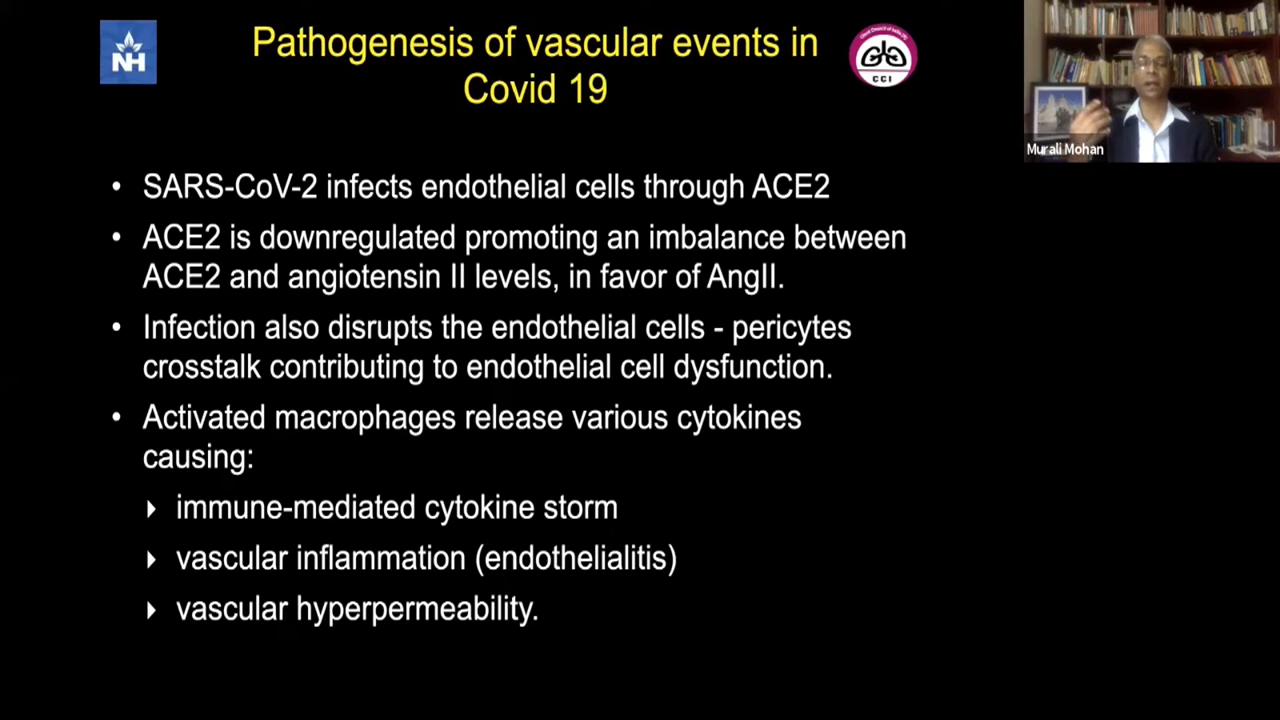 Pathogenesis of vascular events in
Covid 19
NH
CCI
Murali Mohan
• SARS-CoV-2 infects endothelial cells through ACE2
• ACE2 is downregulated promoting an imbalance between
ACE2 and angiotensin II levels, in favor of AngII.
• Infection also disrupts the endothelial cells - pericytes
crosstalk contributing to endothelial cell dysfunction.
• Activated macrophages release various cytokines
causing:
immune-mediated cytokine storm
vascular inflammation (endothelialitis)
vascular hyperpermeability.